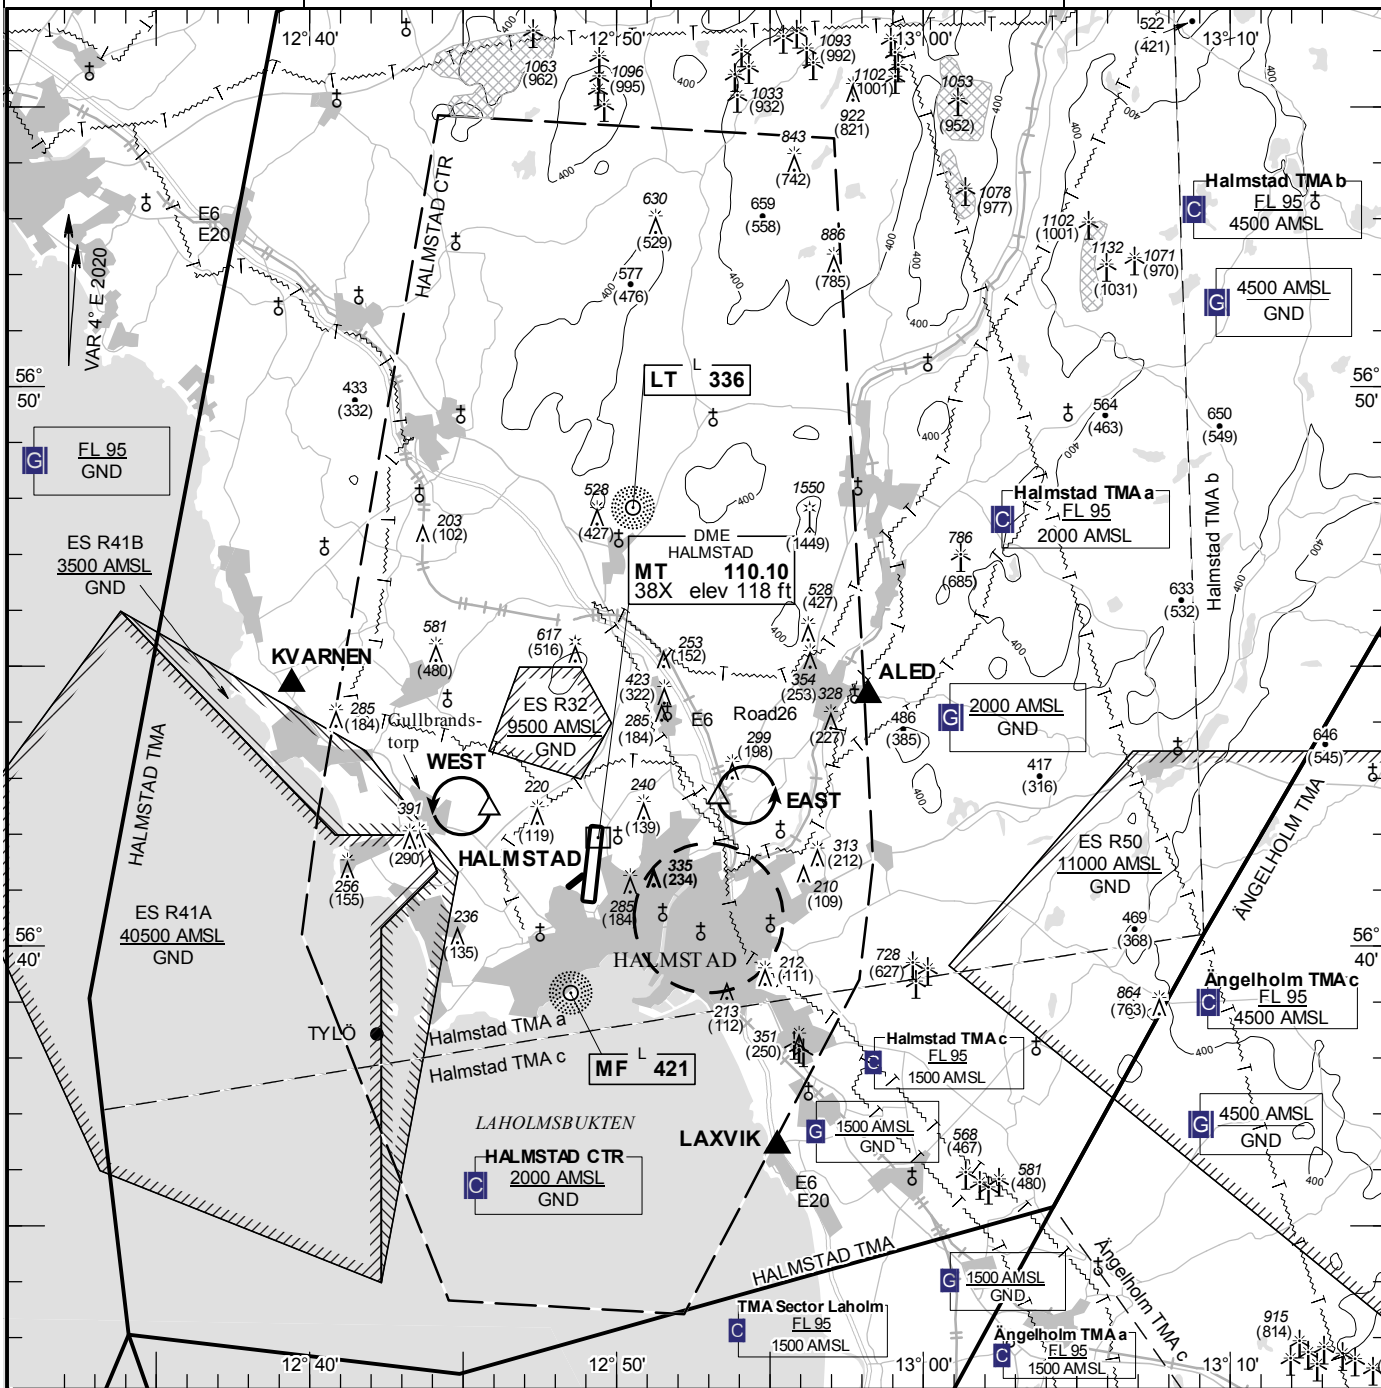 12°40'
12°50'
13°00'
13°10'
522
(421)
400
1063
(962)
1096
(995)
1033
(932)
1093
(992)
1102
(1001)
922
(821)
1053
(952)
843
(742)
1078
(977)
Halmstad TMA b
C
FL 95
4500 AMSL
E6
E20
HALMSTAD CTR
630
(529)
659
(558)
886
(785)
577
(476)
1102
(1001)
1132
(1031)
1071
(970)
G
4500 AMSL
GND
VAR 4° E 2020
56°
50'
433
(332)
LT L 336
564
(463)
650
(549)
56°
50'
G
FL 95
GND
528
(427)
1550
(1449)
Halmstad TMA a
C
FL 95
2000 AMSL
Halmstad TMA b
203
(102)
ES R41B
3500 AMSL
GND
DME
HALMSTAD
MT 110.10
38X elev 118 ft
786
(685)
633
(532)
528
(427)
581
(480)
617
(516)
253
(152)
KVARNEN
423
(322)
354
(253)
ALED
285
(184)
ES R32
9500 AMSL
GND
285
(184)
E6
Road26
328
(227)
486
(385)
G
2000 AMSL
GND
Gullbrands-
torp
299
(198)
646
(545)
WEST
417
(316)
EAST
391
(290)
220
(119)
240
(139)
HALMSTAD TMA
HALMSTAD
335
(234)
313
(212)
210
(109)
256
(155)
285
(184)
ES R50
11000 AMSL
GND
ÄNGELHOLM TMA
ES R41A
40500 AMSL
GND
236
(135)
469
(368)
56°
40'
HALMSTAD
212
(111)
728
(627)
56°
40'
213
(112)
864
(763)
Ängelholm TMA c
C
FL 95
4500 AMSL
TYLÖ
Halmstad TMA a
Halmstad TMA c
351
(250)
Halmstad TMA c
C
FL 95
1500 AMSL
MF L 421
LAHOLMSBUKTEN
LAXVIK
G
1500 AMSL
GND
G
4500 AMSL
GND
HALMSTAD CTR
C
2000 AMSL
GND
568
(467)
581
(480)
E6
E20
HALMSTAD TMA
Ängelholm TMA c
G
1500 AMSL
GND
TMA Sector Laholm
C
FL 95
1500 AMSL
Ängelholm TMA a
C
FL 95
1500 AMSL
915
(814)
12°40'
12°50'
13°00'
13°10'